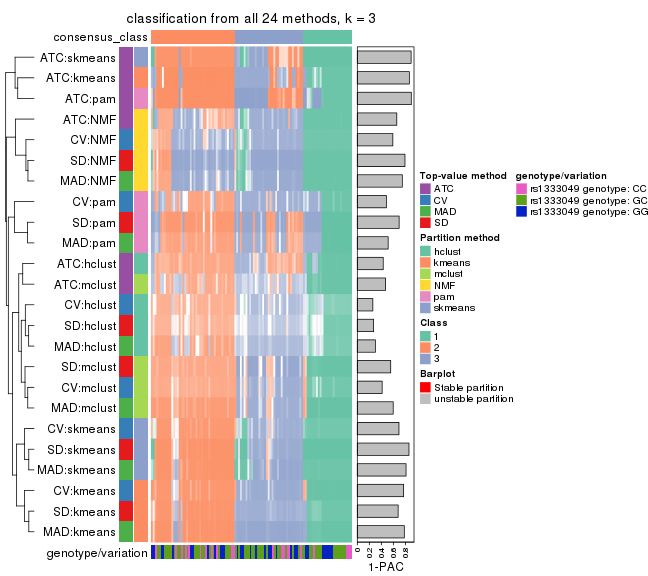 classification from all 24 methods, k = 3
consensus_class
ATC:skmeans
ATC:kmeans
ATC:pam
ATC:NMF
CV:NMF
SD:NMF
MAD:NMF
CV:pam
SD:pam
MAD:pam
ATC:hclust
ATC:mclust
CV:hclust
SD:hclust
MAD:hclust
SD:mclust
CV:mclust
MAD:mclust
CV:skmeans
SD:skmeans
MAD:skmeans
CV:kmeans
SD:kmeans
MAD:kmeans
genotype/variation
0 0.2 0.4 0.6 0.8
1-PAC
Top-value method
ATC
CV
MAD
SD
Partition method
hclust
kmeans
mclust
NMF
pam
skmeans
Class
1
2
3
Barplot
Stable partition
unstable partition
genotype/variation
rs1333049 genotype: CC
rs1333049 genotype: GC
rs1333049 genotype: GG